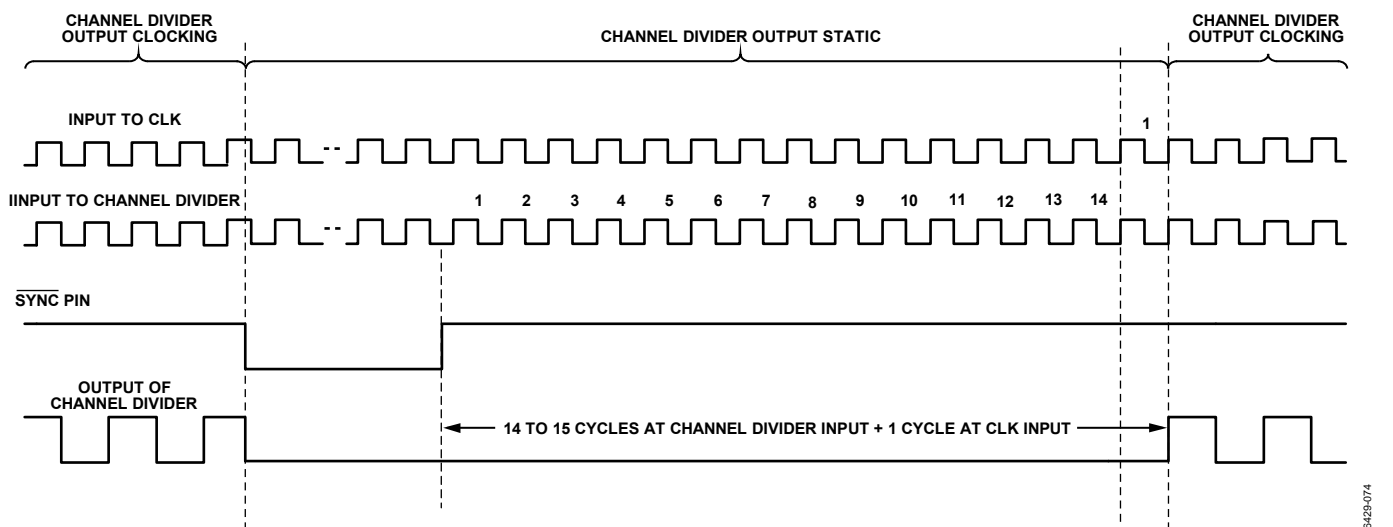 CHANNEL DIVIDER
OUTPUT CLOCKING
CHANNEL DIVIDER OUTPUT STATIC
CHANNEL DIVIDER
OUTPUT CLOCKING
INPUT TO CLK
1
IINPUT TO CHANNEL DIVIDER
1 2 3 4 5 6 7 8 9 10 11 12 13 14
SYNC PIN
OUTPUT OF
CHANNEL DIVIDER
14 TO 15 CYCLES AT CHANNEL DIVIDER INPUT + 1 CYCLE AT CLK INPUT
6429-074